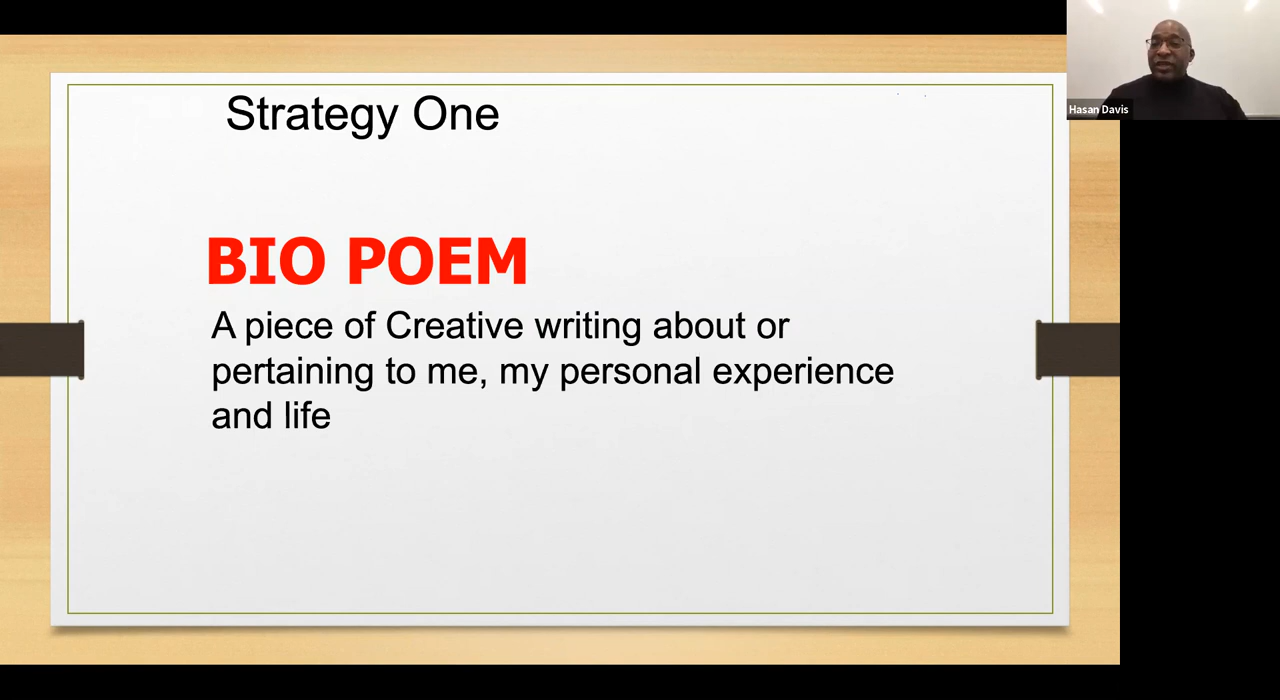 Strategy One
BIO POEM
A piece of Creative writing about or
pertaining to me, my personal experience
and life
Hasan Davis